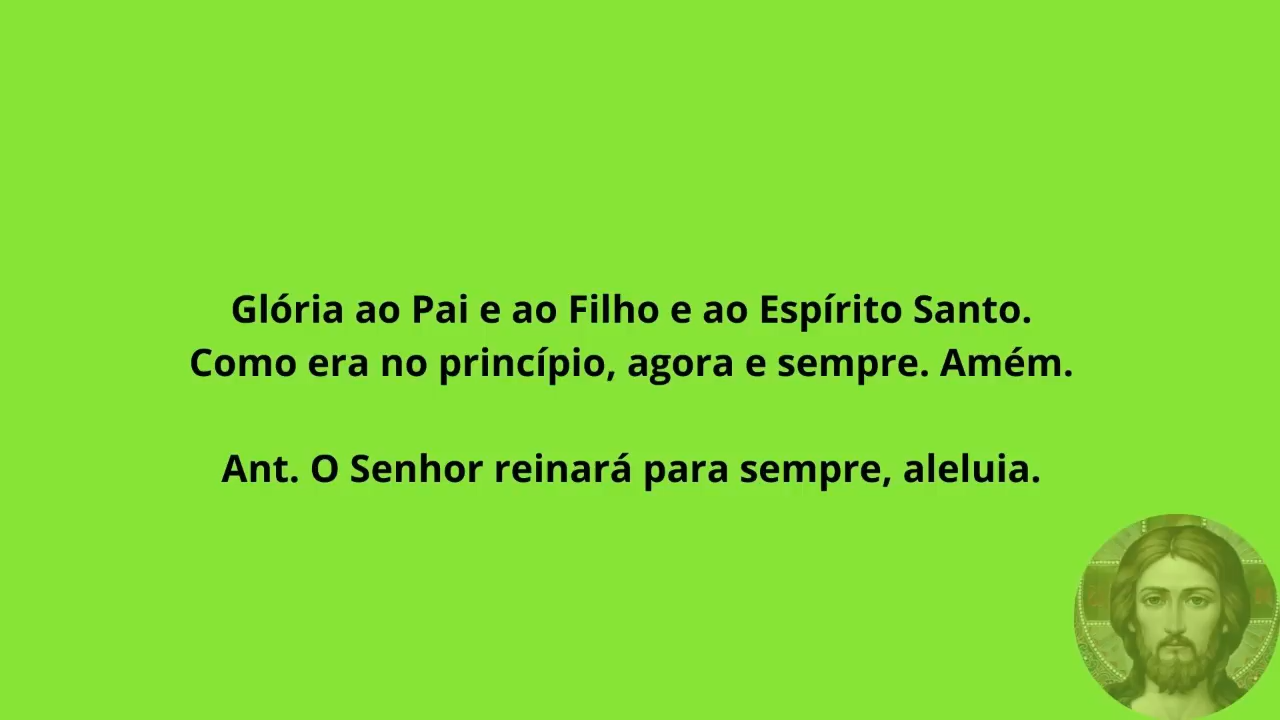 Glória ao Pai e ao Filho e ao Espírito Santo.
Como era no princípio, agora e sempre. Amém.
Ant. O Senhor reinará para sempre, aleluia.